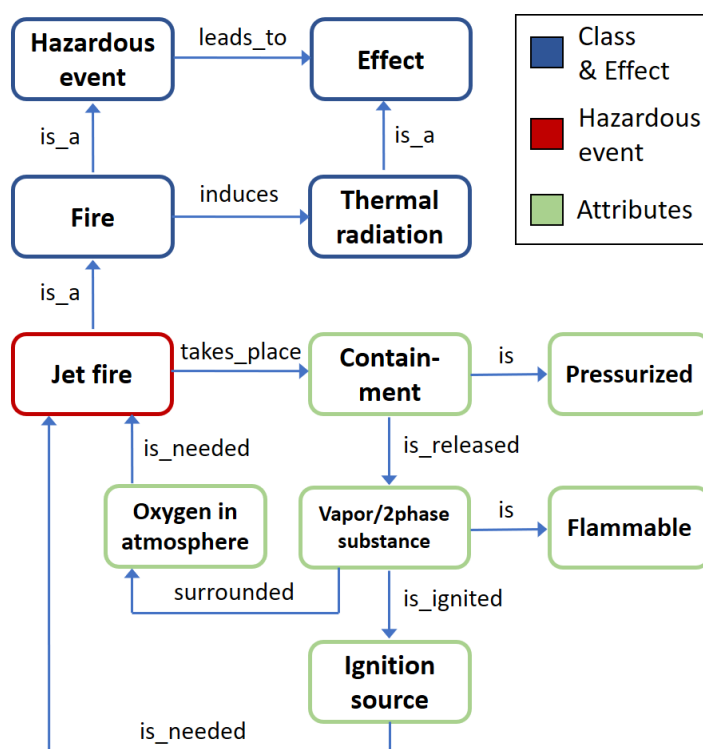 Hazardous
event
leads_to
Effect
Class
& Effect
Hazardous
event
Attributes
is_a
is_a
Fire
induces
Thermal
radiation
is_a
Jet fire
takes_place
Contain-
ment
is
Pressurized
is_needed
is_released
Oxygen in
atmosphere
Vapor/2phase
substance
is
Flammable
surrounded
is_ignited
Ignition
source
is_needed